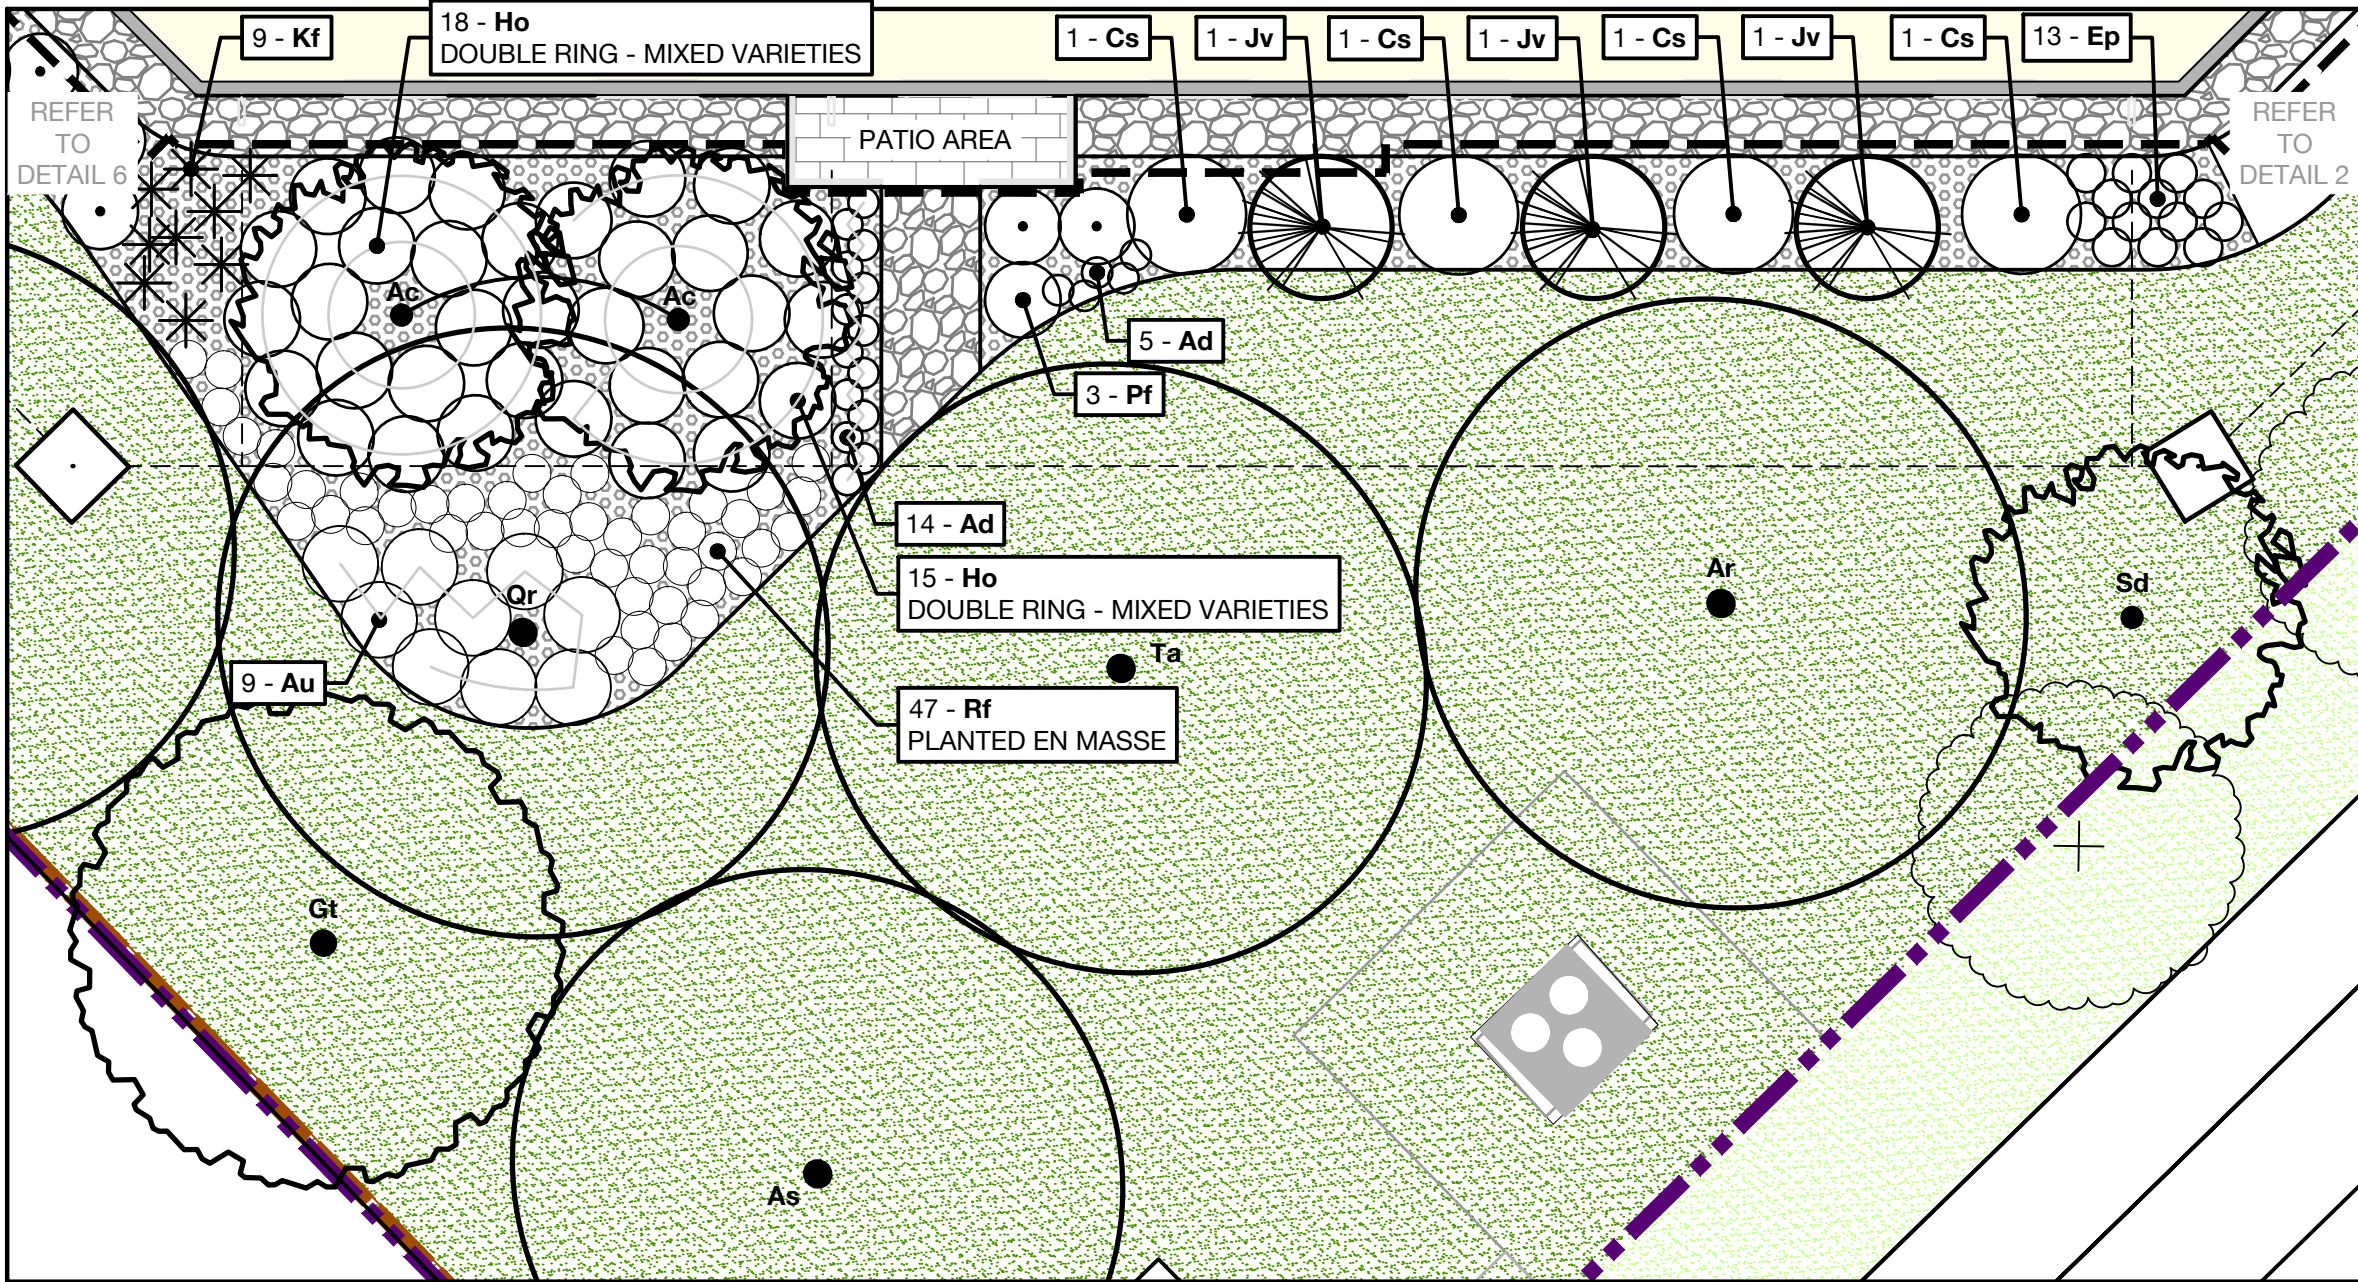 9 - Kf
18 - Ho
DOUBLE RING - MIXED VARIETIES
1 - Cs
1 - Jv
1 - Cs
1 - Jv
1 - Cs
1 - Jv
1 - Cs
13 - Ep
REFER
TO
DETAIL 6
PATIO AREA
REFER
TO
DETAIL 2
Ac
Ac
5 - Ad
3 - Pf
14 - Ad
15 - Ho
DOUBLE RING - MIXED VARIETIES
Qr
Ar
Sd
Ta
9 - Au
47 - Rf
PLANTED EN MASSE
Gt
As